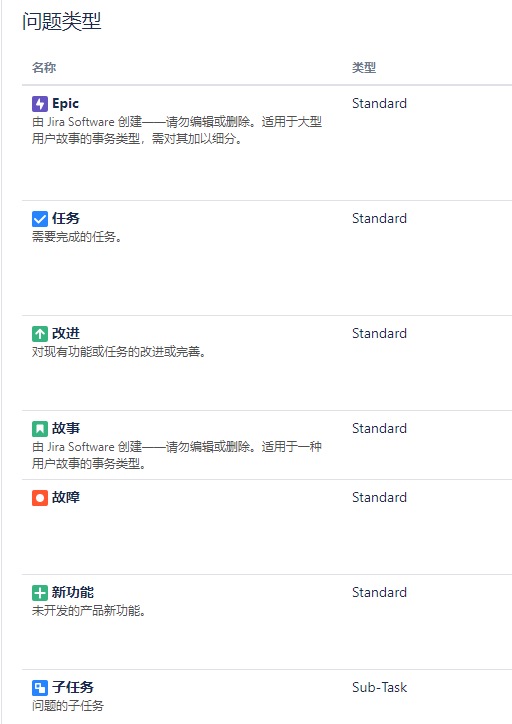 问题类型
名称 类型
Epic Standard
由 Jira Software 创建——请勿编辑或删除。适用于大型
用户故事的事务类型，需对其加以细分。
任务 Standard
需要完成的任务。
改进 Standard
对现有功能或任务的改进或完善。
故事 Standard
由 Jira Software 创建——请勿编辑或删除。适用于一种
用户故事的事务类型。
故障 Standard
新功能 Standard
未开发的产品新功能。
子任务 Sub-Task
问题的子任务